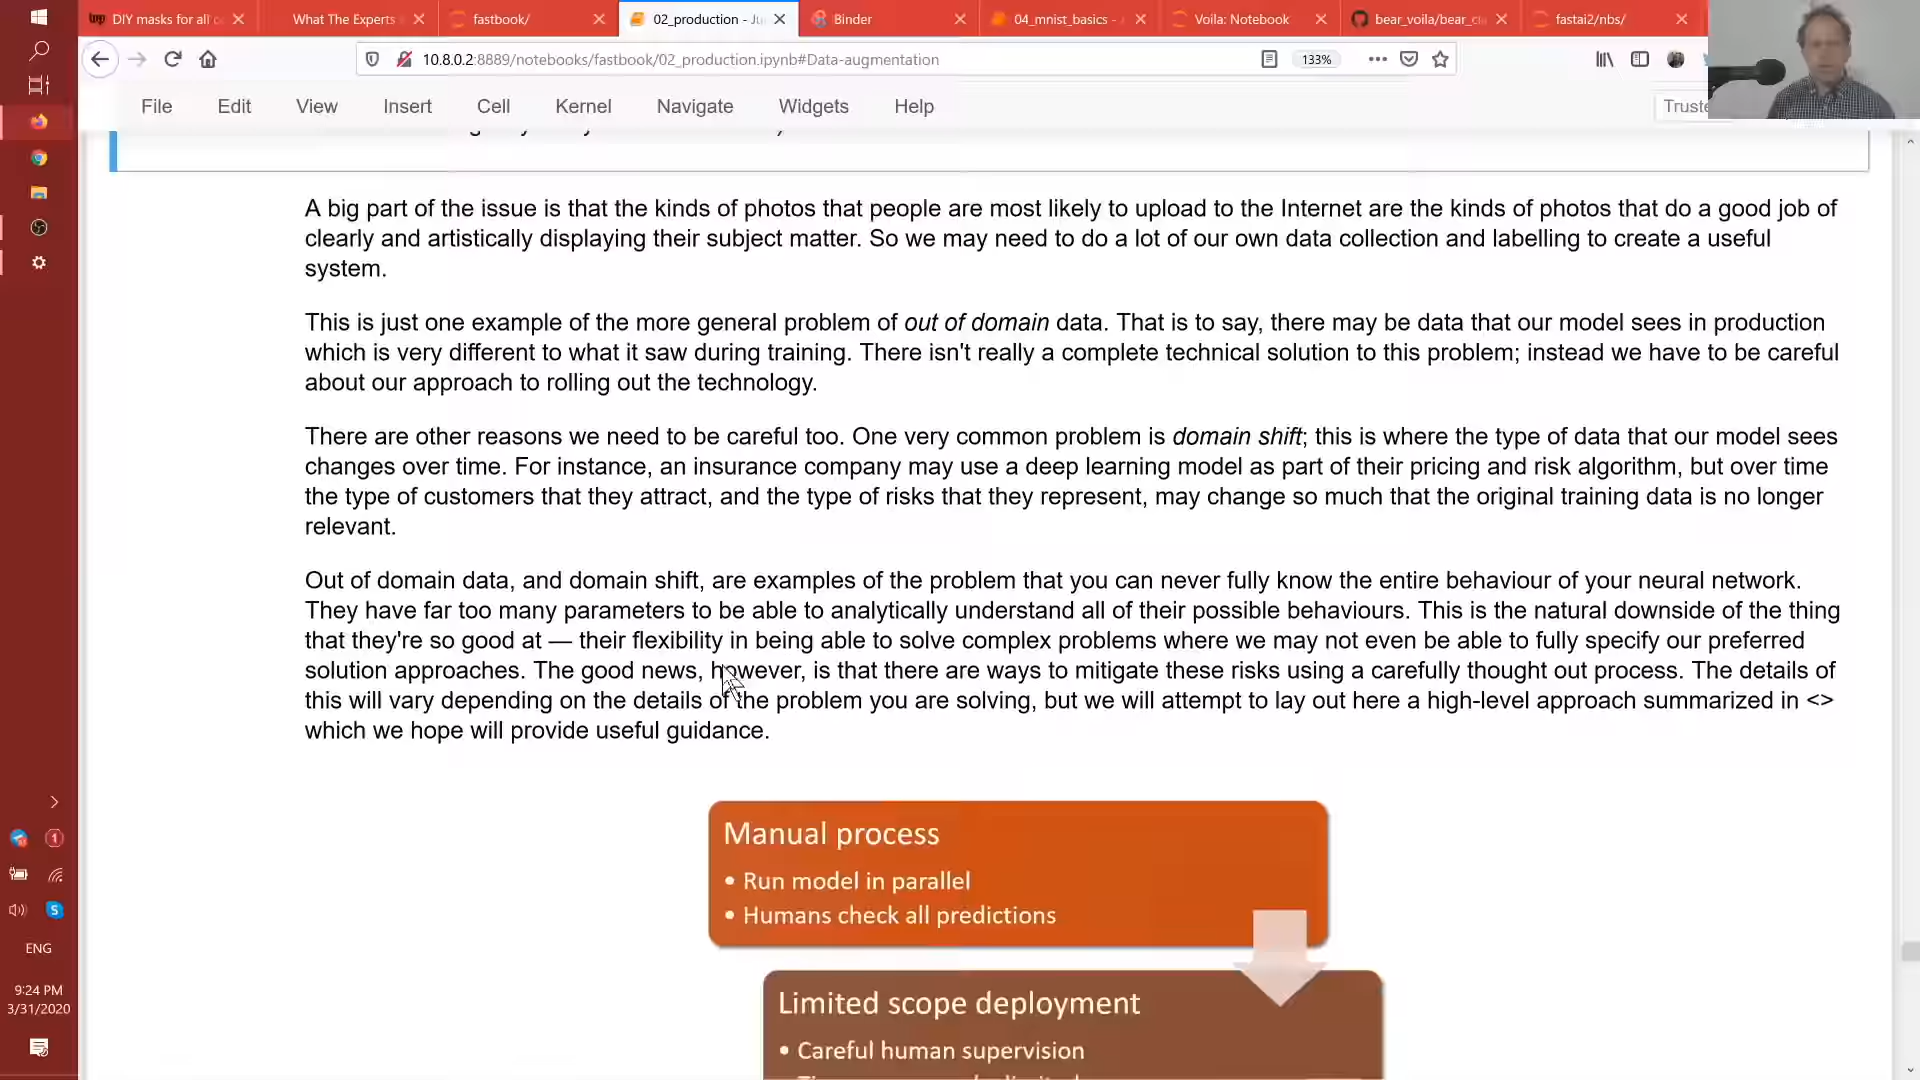 DIY masks for all c
What The Experts
fastbook/
02_production - Ju
Binder
04_mnist_basics -
Voila: Notebook
bear_voila/bear_cl
fastai2/nbs/
10.8.0.2:8889/notebooks/fastbook/02_production.ipynb#Data-augmentation
133%
File Edit View Insert Cell Kernel Navigate Widgets Help
Truste
A big part of the issue is that the kinds of photos that people are most likely to upload to the Internet are the kinds of photos that do a good job of
clearly and artistically displaying their subject matter. So we may need to do a lot of our own data collection and labelling to create a useful
system.
This is just one example of the more general problem of out of domain data. That is to say, there may be data that our model sees in production
which is very different to what it saw during training. There isn't really a complete technical solution to this problem; instead we have to be careful
about our approach to rolling out the technology.
There are other reasons we need to be careful too. One very common problem is domain shift; this is where the type of data that our model sees
changes over time. For instance, an insurance company may use a deep learning model as part of their pricing and risk algorithm, but over time
the type of customers that they attract, and the type of risks that they represent, may change so much that the original training data is no longer
relevant.
Out of domain data, and domain shift, are examples of the problem that you can never fully know the entire behaviour of your neural network.
They have far too many parameters to be able to analytically understand all of their possible behaviours. This is the natural downside of the thing
that they're so good at — their flexibility in being able to solve complex problems where we may not even be able to fully specify our preferred
solution approaches. The good news, however, is that there are ways to mitigate these risks using a carefully thought out process. The details of
this will vary depending on the details of the problem you are solving, but we will attempt to lay out here a high-level approach summarized in <>
which we hope will provide useful guidance.
Manual process
• Run model in parallel
• Humans check all predictions
Limited scope deployment
• Careful human supervision
1
ENG
9:24 PM
3/31/2020